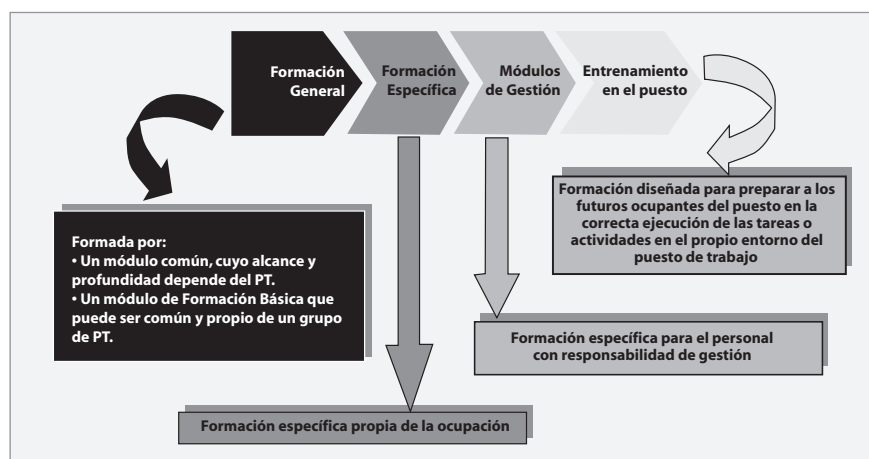 Formación
General
Formación
Específica
Módulos
de Gestión
Entrenamiento
en el puesto
Formación diseñada para preparar a los
futuros ocupantes del puesto en la
correcta ejecución de las tareas o
actividades en el propio entorno del
puesto de trabajo
Formada por:
• Un módulo común, cuyo alcance y
profundidad depende del PT.
• Un módulo de Formación Básica que
puede ser común y propio de un grupo
de PT.
Formación específica para el personal
con responsabilidad de gestión
Formación específica propia de la ocupación